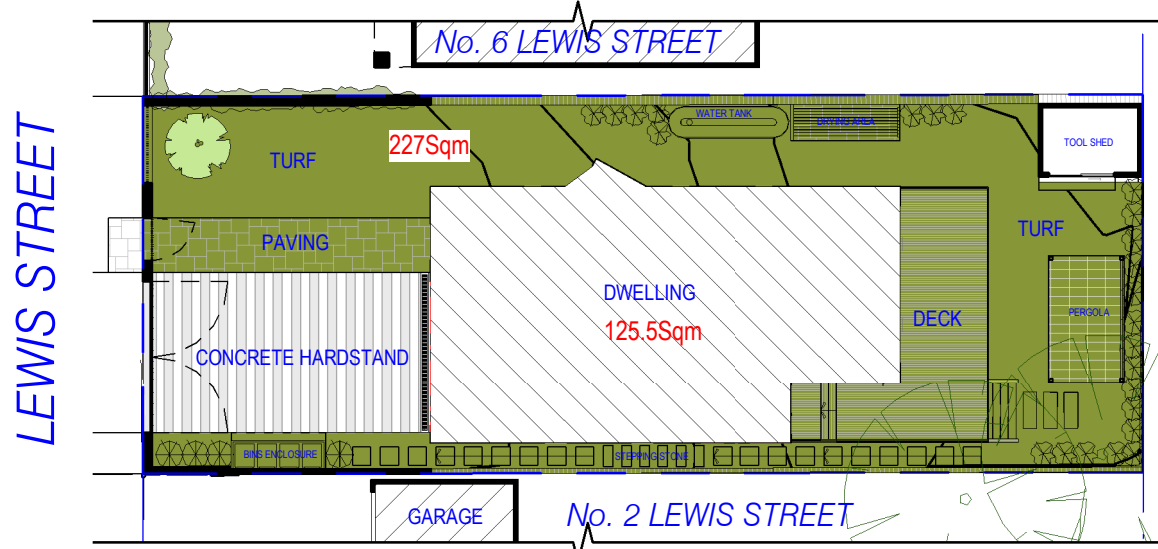 No. 6 LEWIS STREET
LEWIS STREET
WATER TANK
DRYING AREA
TOOL SHED
227Sqm
TURF
TURF
PAVING
DWELLING
125.5Sqm
DECK
PERGOLA
CONCRETE HARDSTAND
BINS ENCLOSURE
STEPPING STONE
GARAGE
No. 2 LEWIS STREET